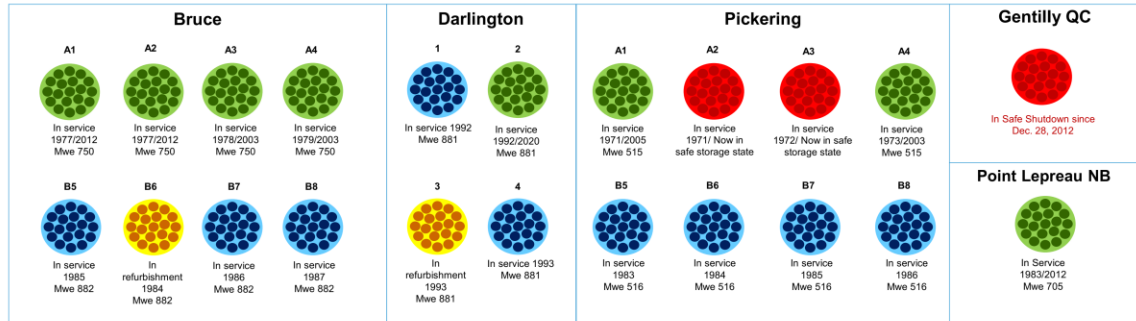 Bruce
A1
In service
1977/2012
Mwe 750
A2
In service
1977/2012
Mwe 750
A3
In service
1978/2003
Mwe 750
A4
In service
1979/2003
Mwe 750
B5
In service
1985
Mwe 882
B6
In
refurbishment
1984
Mwe 882
B7
In service
1986
Mwe 882
B8
In service
1987
Mwe 882
Darlington
1
In service 1992
Mwe 881
2
In service
1992/2020
Mwe 881
3
In
refurbishment
1993
Mwe 881
4
In service 1993
Mwe 881
Pickering
A1
In service
1971/2005
Mwe 515
A2
In service
1971/ Now in
safe storage state
A3
In service
1972/ Now in safe
storage state
A4
In service
1973/2003
Mwe 515
B5
In service
1983
Mwe 516
B6
In service
1984
Mwe 516
B7
In service
1985
Mwe 516
B8
In service
1986
Mwe 516
Gentilly QC
In Safe Shutdown since
Dec. 28, 2012
Point Lepreau NB
In Service
1983/2012
Mwe 705